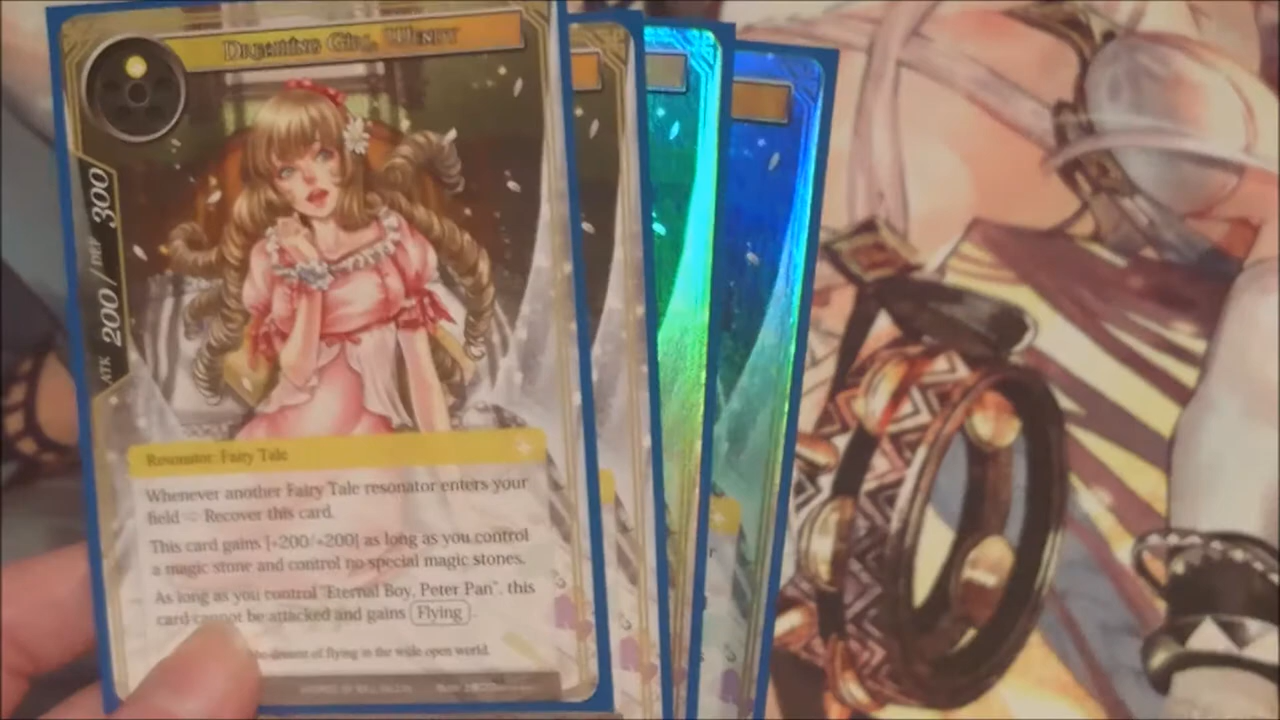 Dreaming Girl, Wendy
ATK 200 / DEF 300
Resonator: Fairy Tale
Whenever another Fairy Tale resonator enters your
field → Recover this card.
This card gains [+200/+200] as long as you control
a magic stone and control no special magic stones.
As long as you control "Eternal Boy, Peter Pan", this
card cannot be attacked and gains Flying.
dreamt of flying in the wide open world.